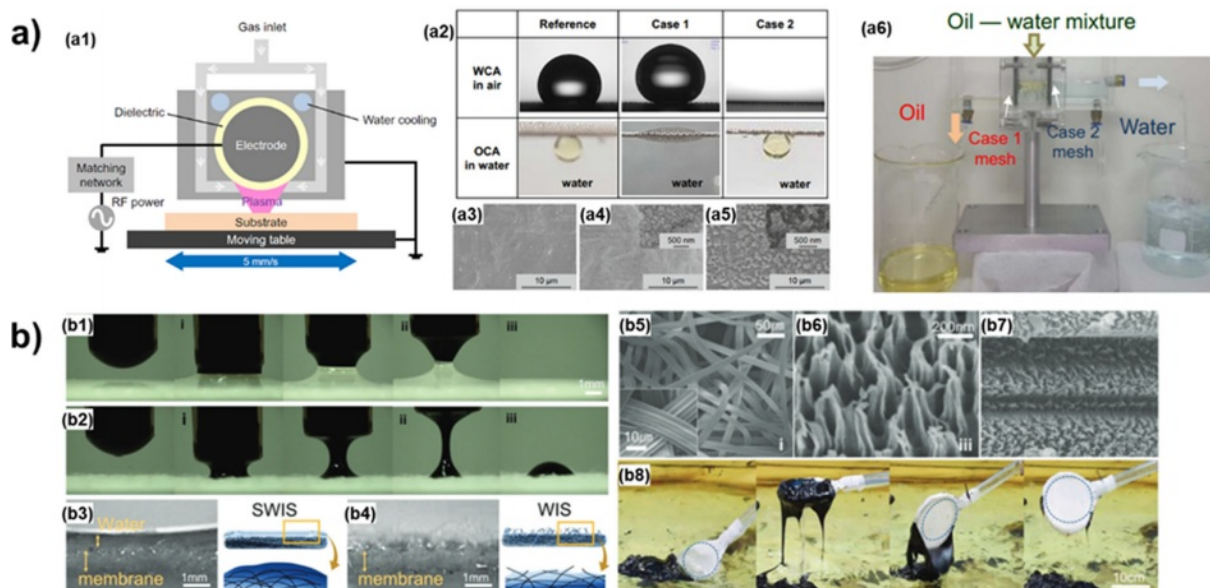 a)
(a1)
Gas inlet
Dielectric
Water cooling
Electrode
Matching
network
RF power
Plasma
Substrate
Moving table
5 mm/s
(a2)
Reference Case 1 Case 2
WCA
in air
OCA
in water
water water water
(a3) (a4) (a5)
500 nm 500 nm
10 μm 10 μm 10 μm
(a6)
Oil — water mixture
Oil
Case 1
mesh
Case 2
mesh
Water
b)
(b1) i ii iii
1mm
(b2) i ii iii
(b3)
Water
membrane
1mm
SWIS
(b4)
membrane
1mm
WIS
(b5)
50μm
10μm
i
(b6)
200nm
iii
(b7)
(b8)
10cm